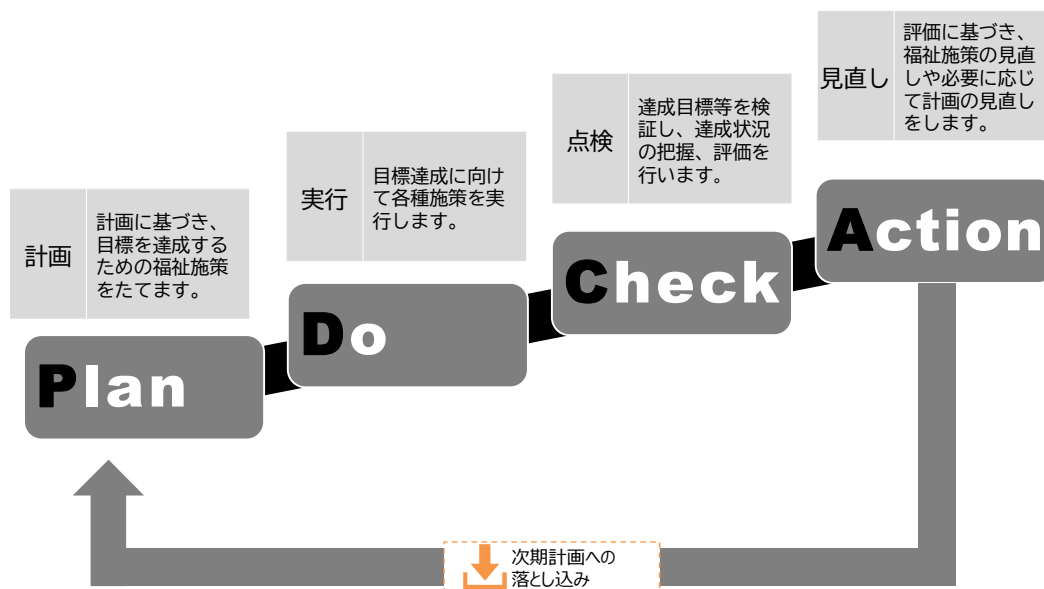 計画
計画に基づき、
目標を達成する
ための福祉施策
をたてます。
Plan
実行
目標達成に向け
て各種施策を実
行します。
Do
点検
達成目標等を検
証し、達成状況
の把握、評価を
行います。
Check
見直し
評価に基づき、
福祉施策の見直
しや必要に応じ
て計画の見直し
をします。
Action
次期計画への
落とし込み